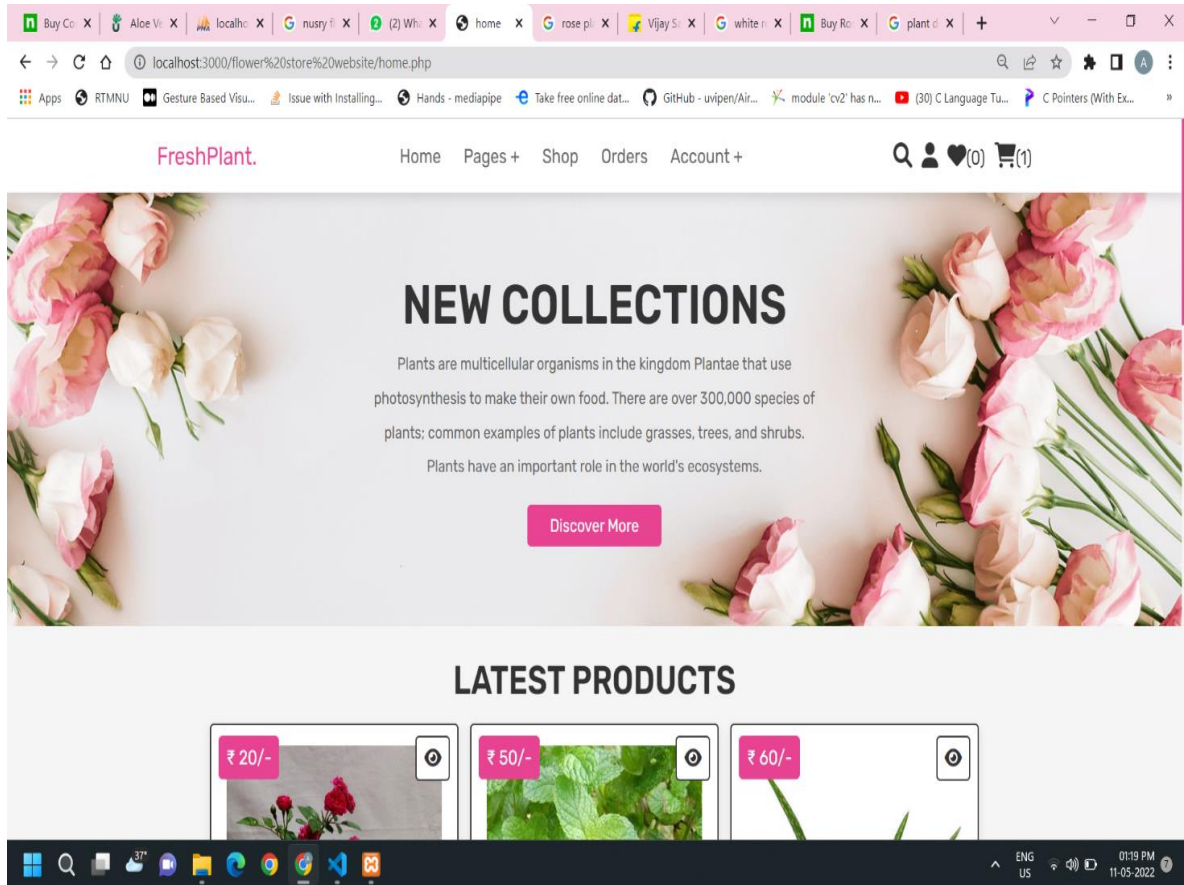 Buy Co
Aloe Ve
localho
nusry fl
(2) Wha
home
rose pl
Vijay Sa
white n
Buy Ro
plant d
localhost:3000/flower%20store%20website/home.php
Apps
RTMNU
Gesture Based Visu...
Issue with Installing...
Hands - mediapipe
Take free online dat...
GitHub - uvipen/Air...
module 'cv2' has n...
(30) C Language Tu...
C Pointers (With Ex...
»
FreshPlant.
Home Pages + Shop Orders Account +
(0) (1)
NEW COLLECTIONS
Plants are multicellular organisms in the kingdom Plantae that use
photosynthesis to make their own food. There are over 300,000 species of
plants; common examples of plants include grasses, trees, and shrubs.
Plants have an important role in the world's ecosystems.
Discover More
LATEST PRODUCTS
₹ 20/-
₹ 50/-
₹ 60/-
37°
ENG
US
01:19 PM
11-05-2022
7